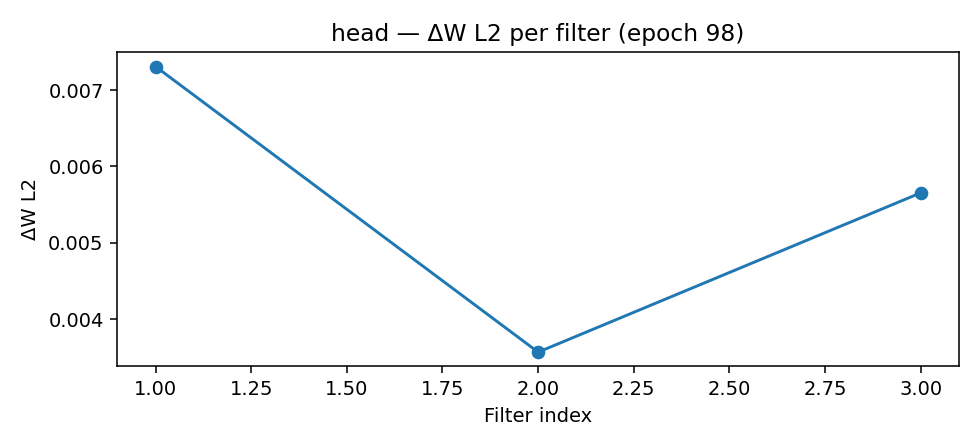 head — ΔW L2 per filter (epoch 98)
0.007
0.006
0.005
0.004
ΔW L2
1.00 1.25 1.50 1.75 2.00 2.25 2.50 2.75 3.00
Filter index